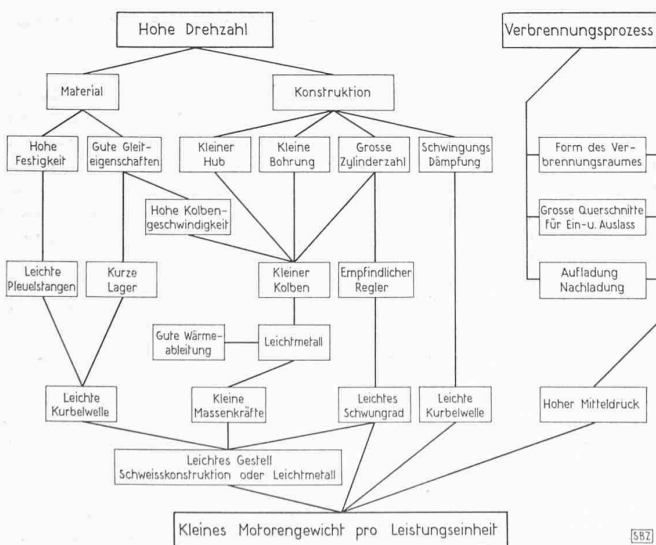 Hohe Drehzahl
Verbrennungsprozess
Material
Konstruktion
Hohe
Festigkeit
Gute Gleit-
eigenschaften
Kleiner
Hub
Kleine
Bohrung
Grosse
Zylinderzahl
Schwingungs
Dämpfung
Form des Ver-
brennungsraumes
Hohe Kolben-
geschwindigkeit
Grosse Querschnitte
für Ein-u. Auslass
Leichte
Pleuelstangen
Kurze
Lager
Kleiner
Kolben
Empfindlicher
Regler
Aufladung
Nachladung
Gute Wärme-
ableitung
Leichtmetall
Leichte
Kurbelwelle
Kleine
Massenkräfte
Leichtes
Schwungrad
Leichte
Kurbelwelle
Hoher Mitteldruck
Leichtes Gestell
Schweisskonstruktion oder Leichtmetall
Kleines Motorengewicht pro Leistungseinheit
SBZ